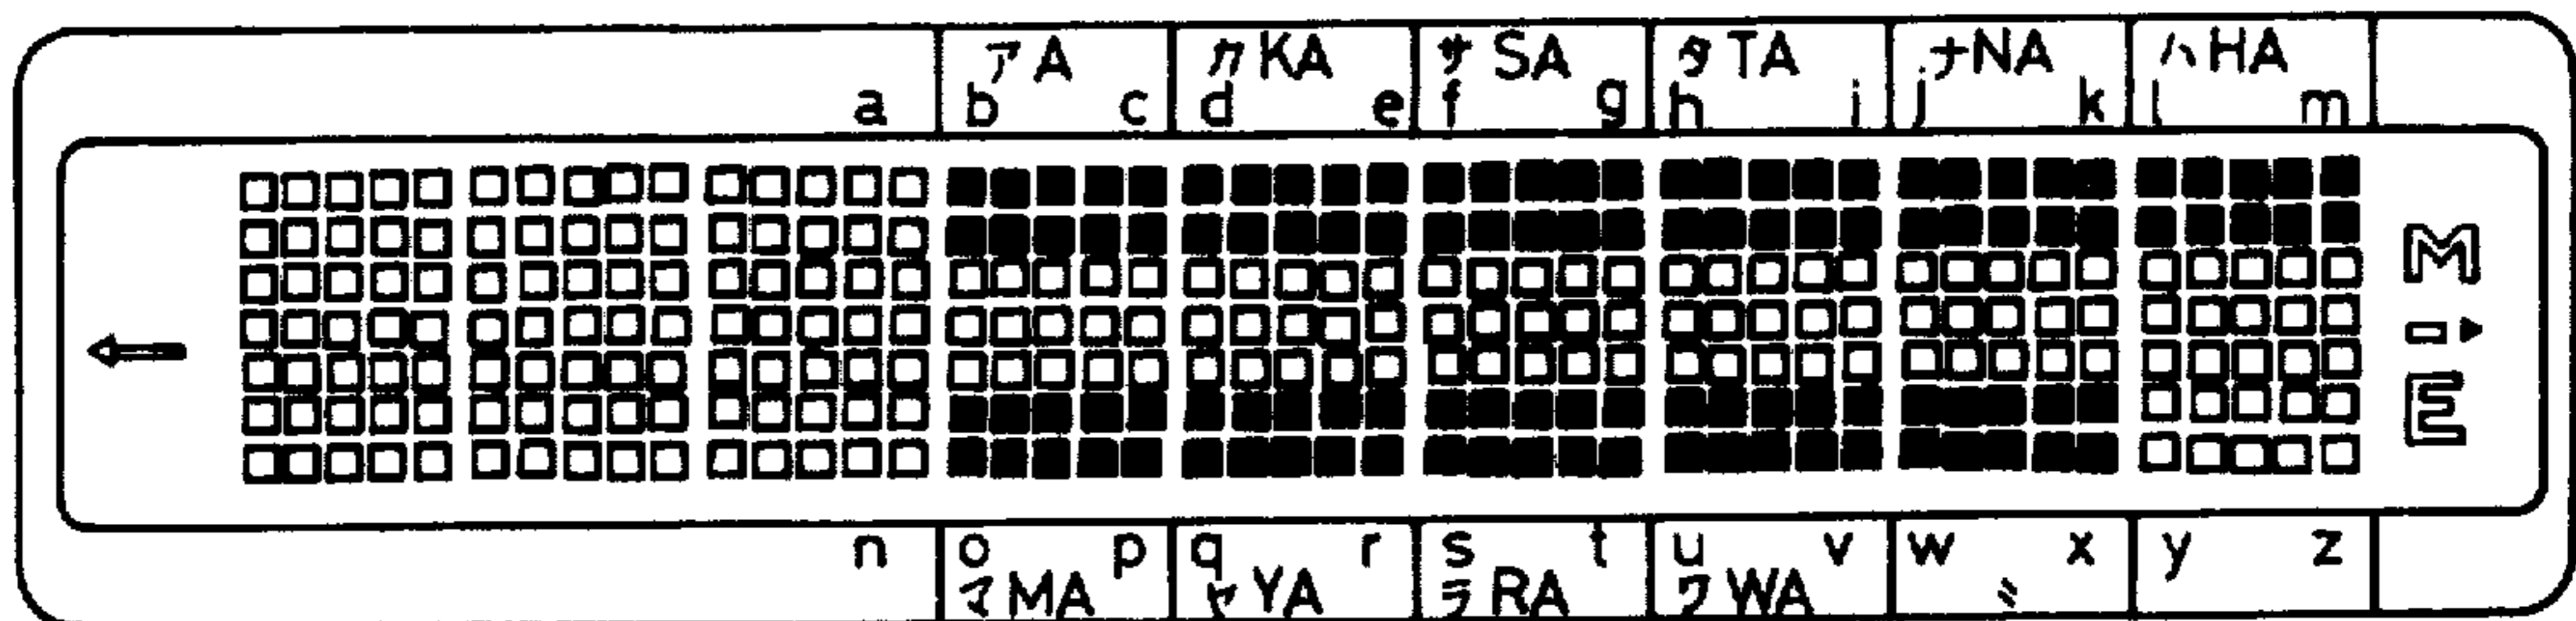 ア A カ KA サ SA タ TA ナ NA ハ HA
a b c d e f g h i j k l m
M
E
n o p q r s t u v w x y z
マ MA ヤ YA ラ RA ワ WA ゛